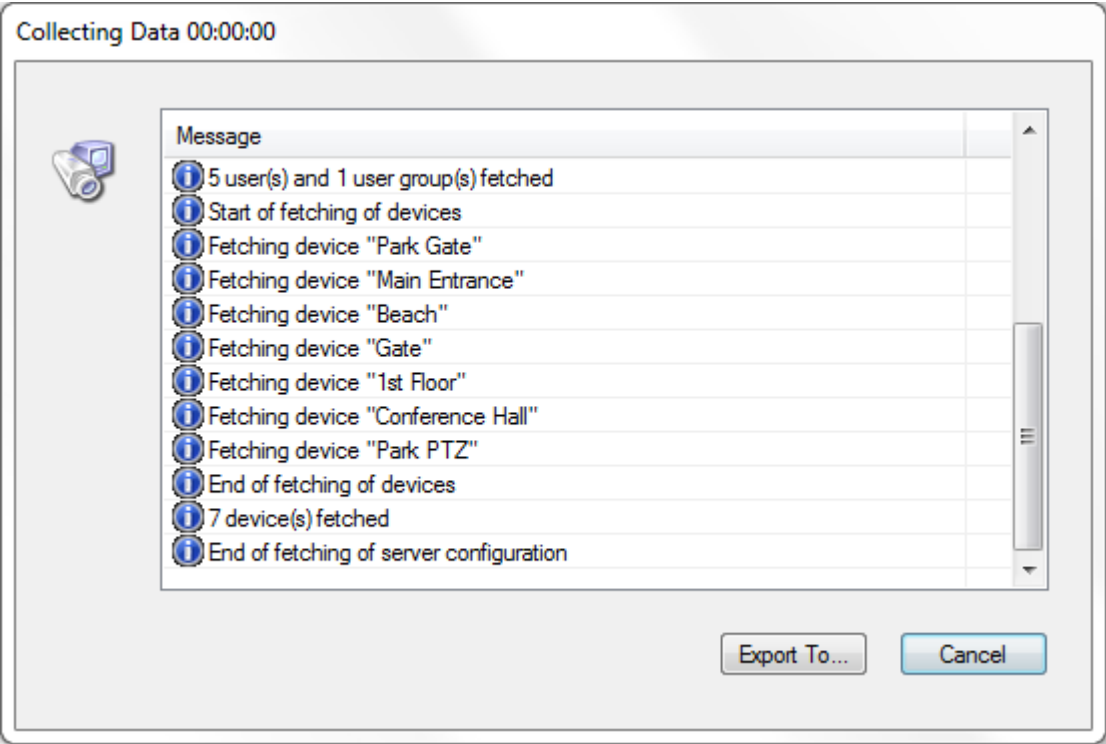 Collecting Data 00:00:00
Message
5 user(s) and 1 user group(s) fetched
Start of fetching of devices
Fetching device "Park Gate"
Fetching device "Main Entrance"
Fetching device "Beach"
Fetching device "Gate"
Fetching device "1st Floor"
Fetching device "Conference Hall"
Fetching device "Park PTZ"
End of fetching of devices
7 device(s) fetched
End of fetching of server configuration
Export To... Cancel